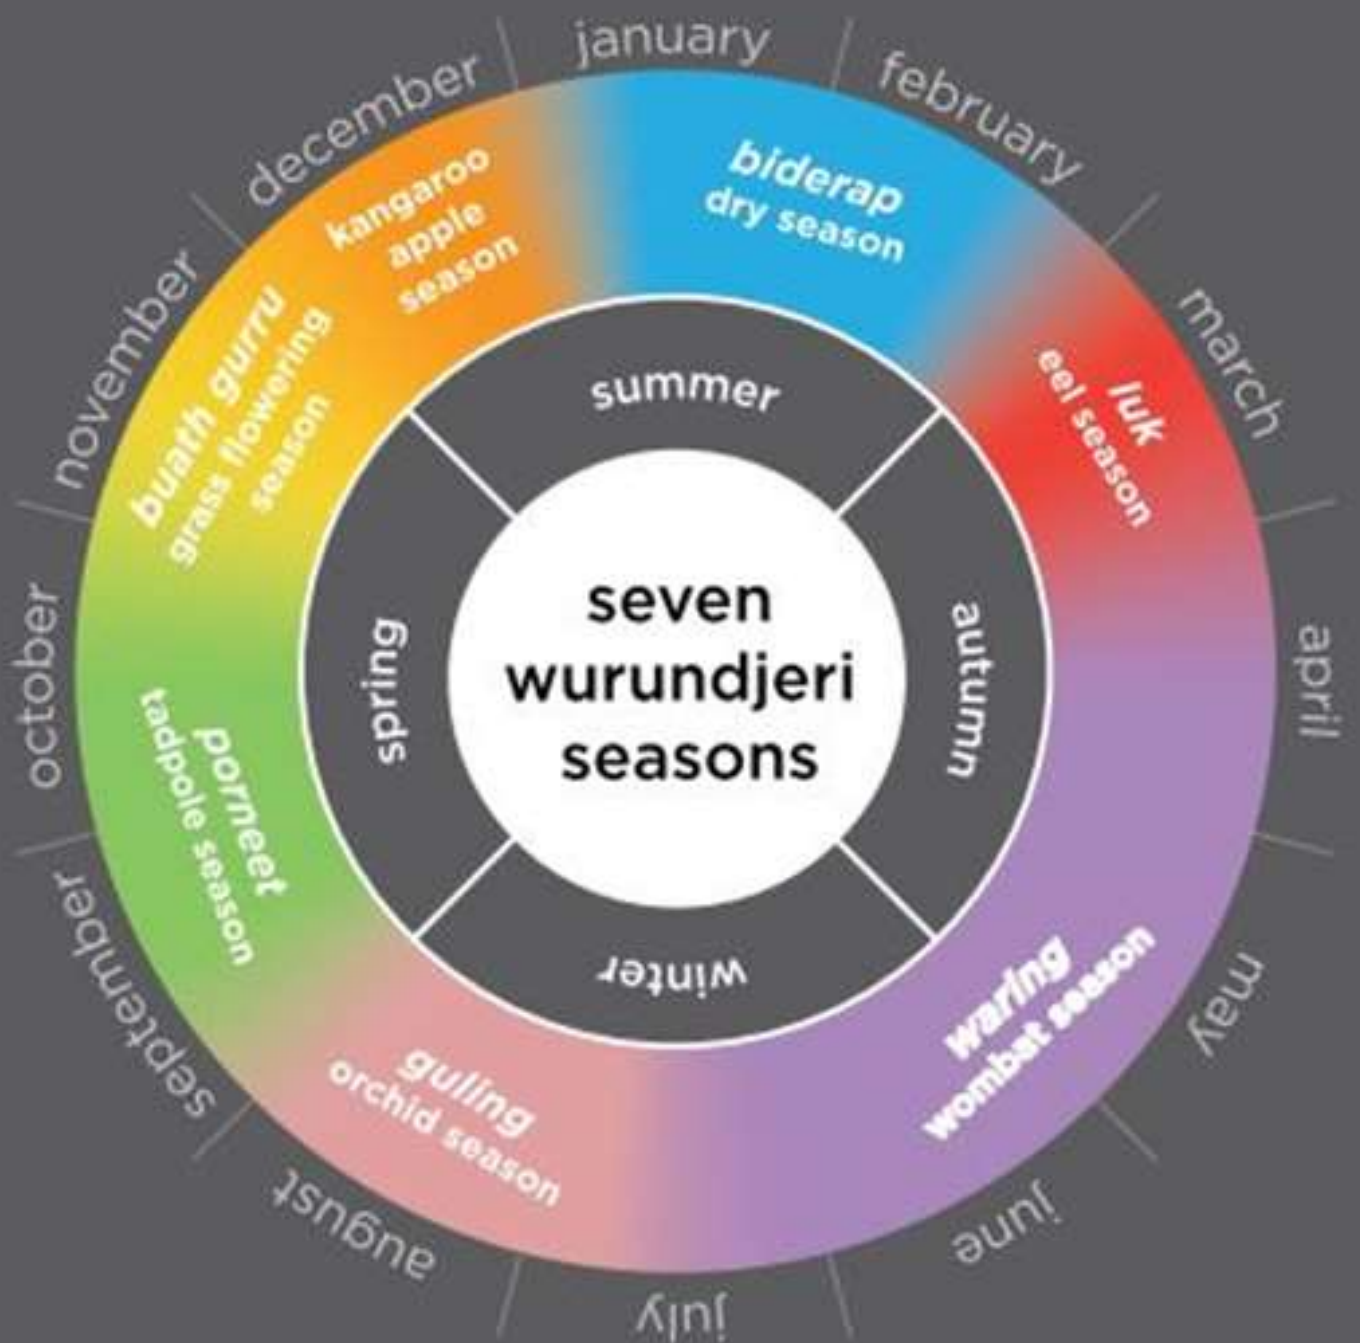 january
february
march
april
may
june
july
august
september
october
november
december
biderap
dry season
luk
eel season
waring
wombat season
guling
orchid season
porneet
tadpole season
buath gurru
grass flowering
season
kangaroo
apple
season
summer
autumn
winter
spring
seven
wurundjeri
seasons